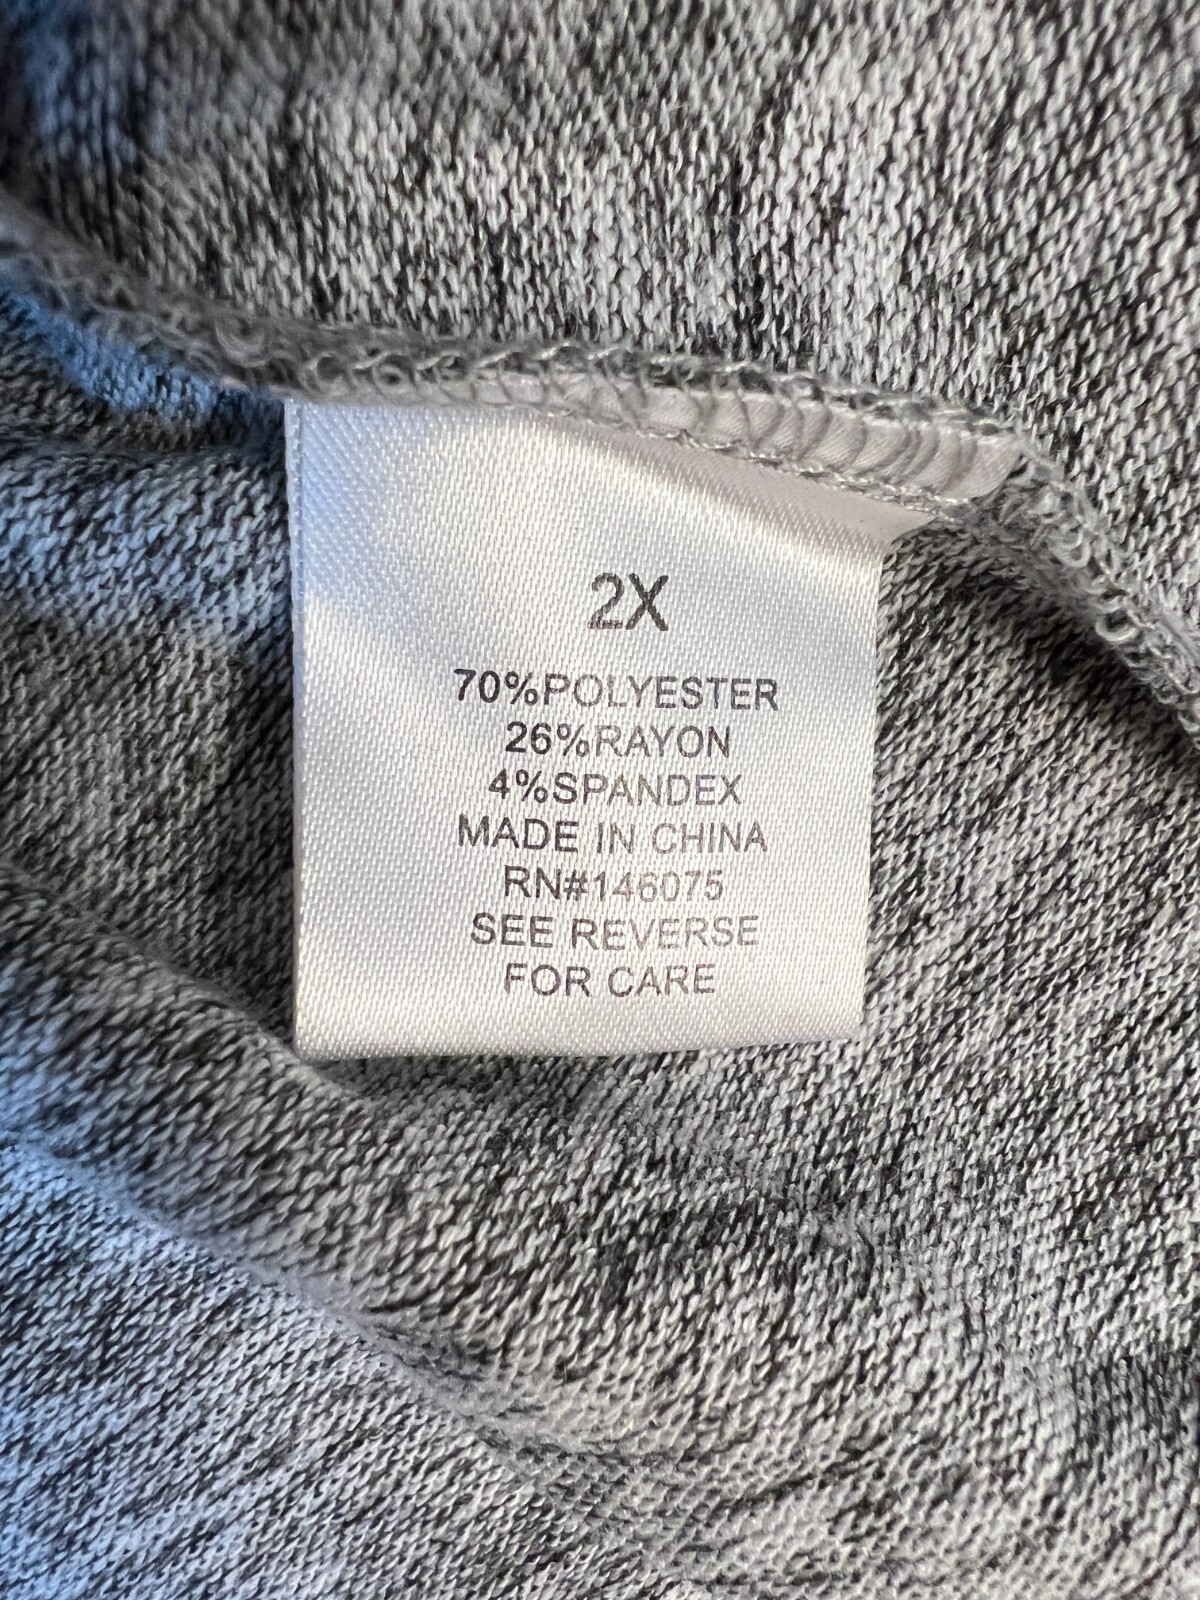 2X
70%POLYESTER
26%RAYON
4%SPANDEX
MADE IN CHINA
RN#146075
SEE REVERSE
FOR CARE